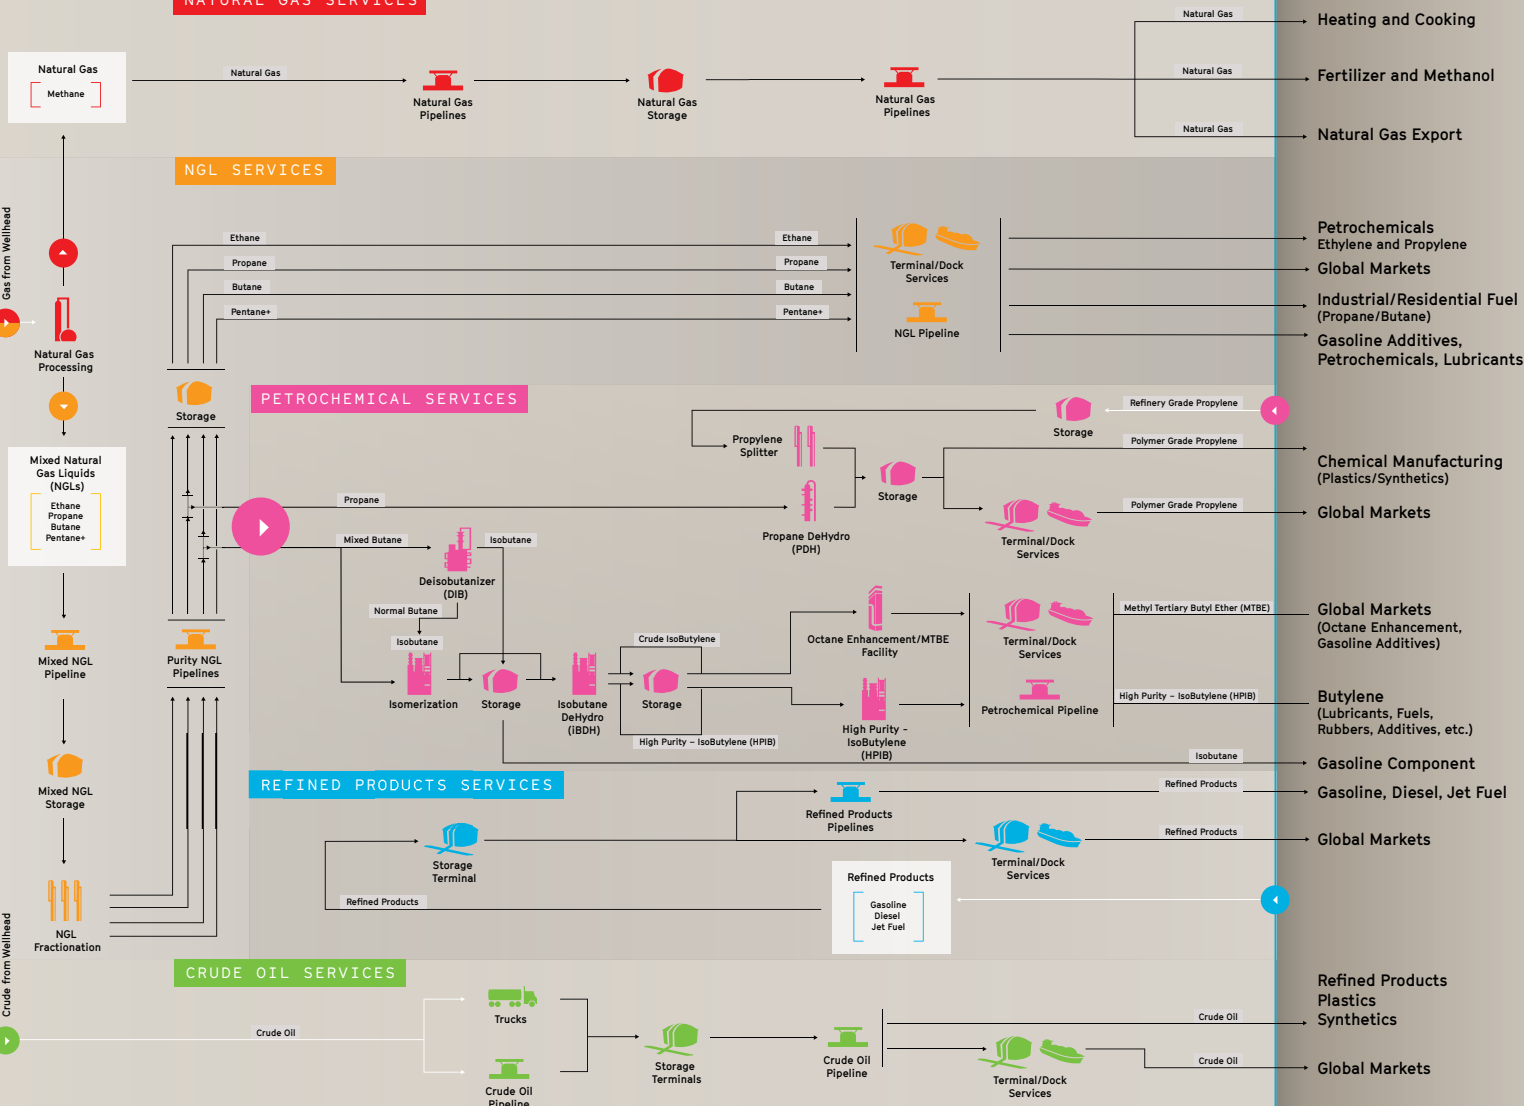 NATURAL GAS SERVICES
Natural Gas
Methane
Natural Gas
Natural Gas
Pipelines
Natural Gas
Storage
Natural Gas
Pipelines
Natural Gas
Heating and Cooking
Natural Gas
Fertilizer and Methanol
Natural Gas
Natural Gas Export
NGL SERVICES
Gas from Wellhead
Natural Gas
Processing
Mixed Natural
Gas Liquids
(NGLs)
Ethane
Propane
Butane
Pentane+
Mixed NGL
Pipeline
Mixed NGL
Storage
NGL
Fractionation
Storage
Purity NGL
Pipelines
Ethane
Propane
Butane
Pentane+
Ethane
Propane
Butane
Pentane+
Terminal/Dock
Services
NGL Pipeline
Petrochemicals
Ethylene and Propylene
Global Markets
Industrial/Residential Fuel
(Propane/Butane)
Gasoline Additives,
Petrochemicals, Lubricants
PETROCHEMICAL SERVICES
Refinery Grade Propylene
Storage
Propylene
Splitter
Storage
Polymer Grade Propylene
Chemical Manufacturing
(Plastics/Synthetics)
Propane
Propane DeHydro
(PDH)
Terminal/Dock
Services
Polymer Grade Propylene
Global Markets
Mixed Butane
Deisobutanizer
(DIB)
Isobutane
Normal Butane
Isobutane
Isomerization
Storage
Isobutane
DeHydro
(iBDH)
Crude IsoButylene
Storage
High Purity – IsoButylene (HPIB)
Octane Enhancement/MTBE
Facility
High Purity -
IsoButylene
(HPIB)
Terminal/Dock
Services
Petrochemical Pipeline
Methyl Tertiary Butyl Ether (MTBE)
Global Markets
(Octane Enhancement,
Gasoline Additives)
High Purity – IsoButylene (HPIB)
Butylene
(Lubricants, Fuels,
Rubbers, Additives, etc.)
Isobutane
Gasoline Component
REFINED PRODUCTS SERVICES
Refined Products
Pipelines
Refined Products
Gasoline, Diesel, Jet Fuel
Storage
Terminal
Terminal/Dock
Services
Refined Products
Global Markets
Refined Products
Refined Products
Gasoline
Diesel
Jet Fuel
CRUDE OIL SERVICES
Crude from Wellhead
Crude Oil
Trucks
Crude Oil
Pipeline
Storage
Terminals
Crude Oil
Pipeline
Crude Oil
Refined Products
Plastics
Synthetics
Terminal/Dock
Services
Crude Oil
Global Markets